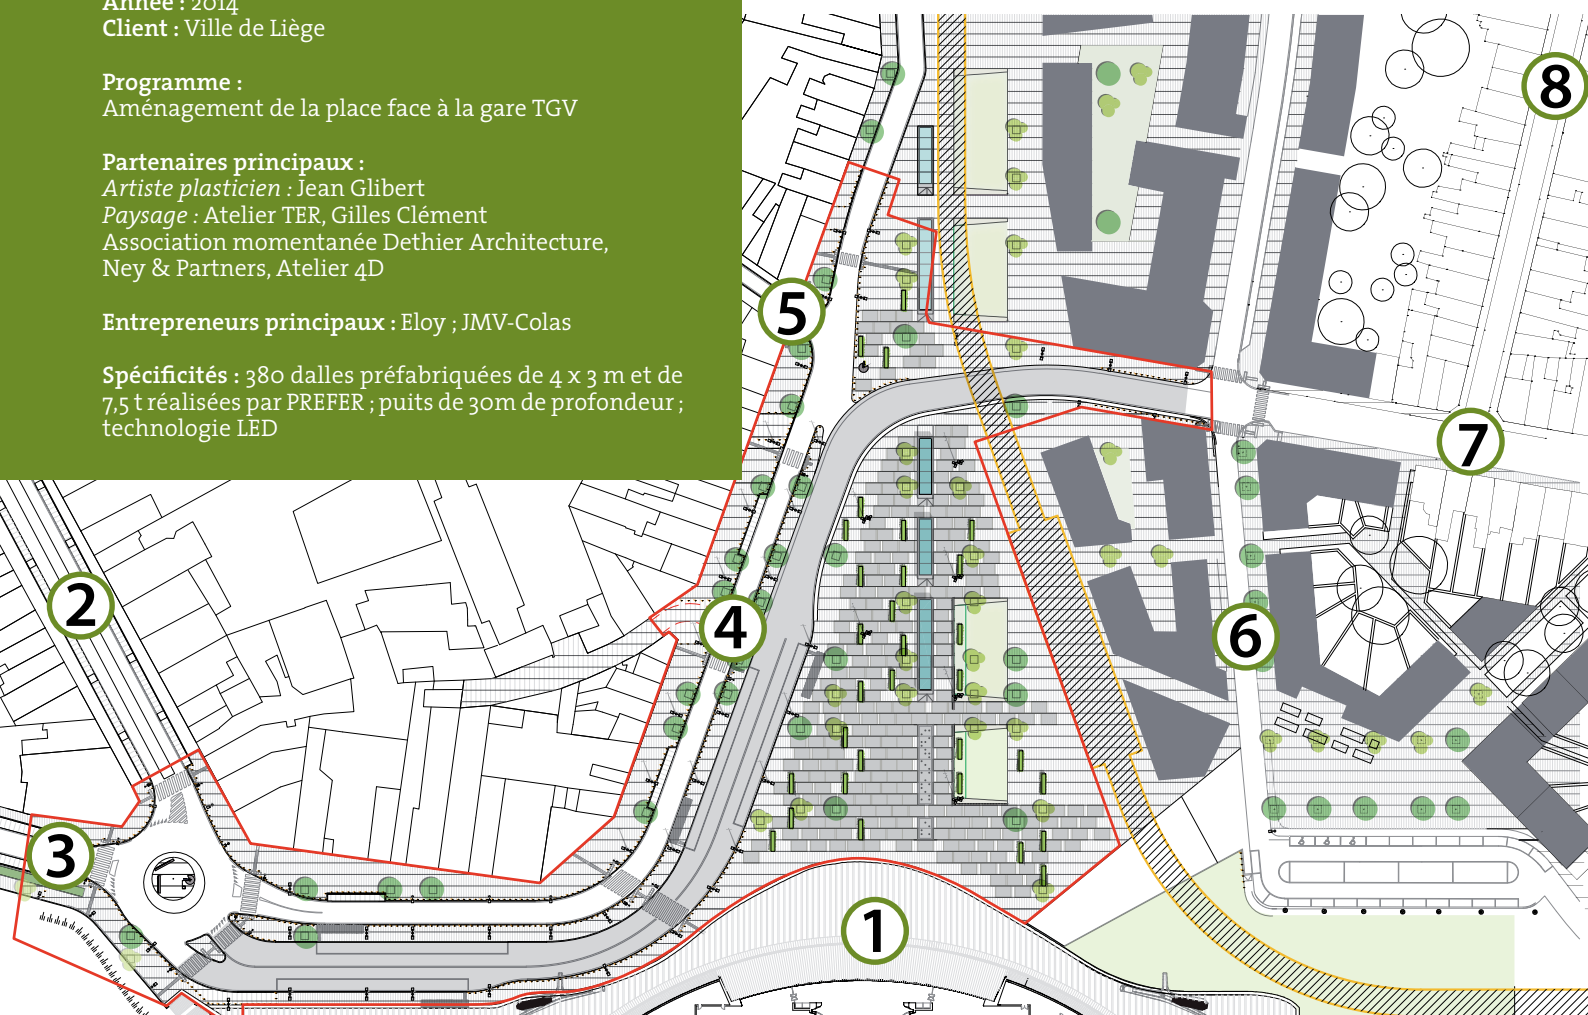 Année : 2014
Client : Ville de Liège
Programme :
Aménagement de la place face à la gare TGV
Partenaires principaux :
Artiste plasticien : Jean Glibert
Paysage : Atelier TER, Gilles Clément
Association momentanée Dethier Architecture,
Ney & Partners, Atelier 4D
Entrepreneurs principaux : Eloy ; JMV-Colas
Spécificités : 380 dalles préfabriquées de 4 x 3 m et de
7,5 t réalisées par PREFER ; puits de 30m de profondeur ;
technologie LED
8
5
7
2
4
6
3
1